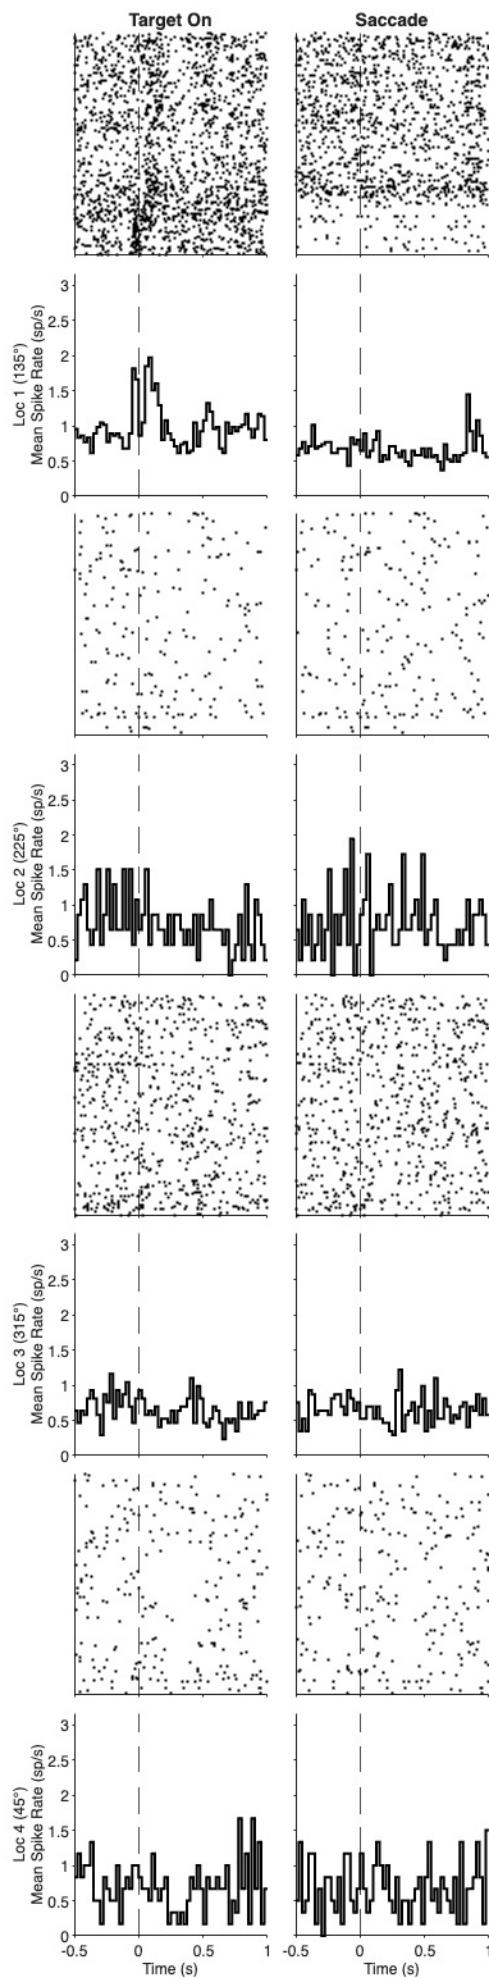 Target On Saccade
3
2.5
2
1.5
1
0.5
0
Loc 1 (135°)
Mean Spike Rate (sp/s)
3
2.5
2
1.5
1
0.5
0
Loc 2 (225°)
Mean Spike Rate (sp/s)
3
2.5
2
1.5
1
0.5
0
Loc 3 (315°)
Mean Spike Rate (sp/s)
3
2.5
2
1.5
1
0.5
0
Loc 4 (45°)
Mean Spike Rate (sp/s)
-0.5 0 0.5 1 -0.5 0 0.5 1
Time (s) Time (s)